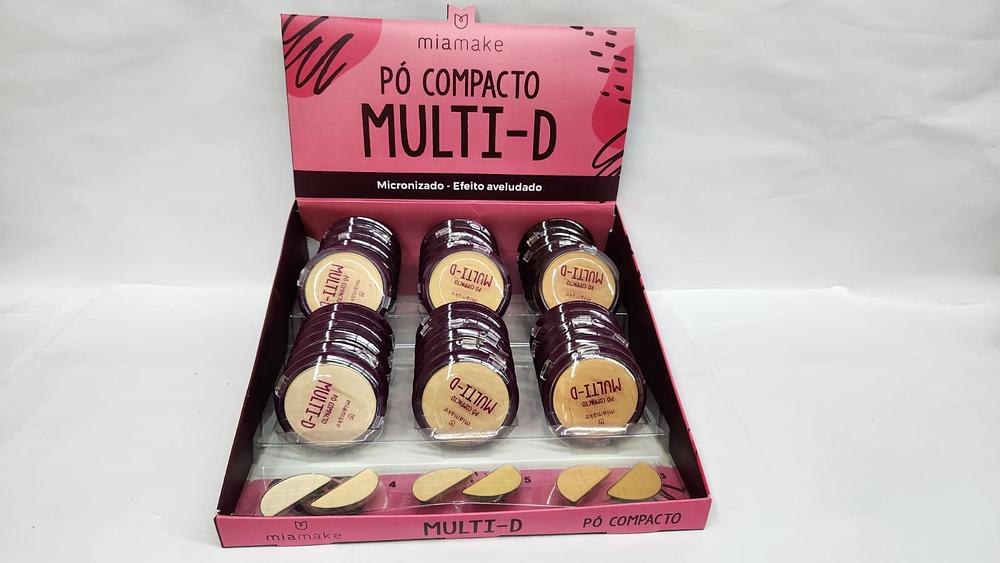 miamake
PÓ COMPACTO
MULTI-D
Micronizado - Efeito aveludado
MULTI-D
PÓ COMPACTO
miamake
MULTI-D
PÓ COMPACTO
miamake
MULTI-D
PÓ COMPACTO
miamake
MULTI-D
PÓ COMPACTO
miamake
MULTI-D
PÓ COMPACTO
miamake
MULTI-D
PÓ COMPACTO
miamake
4
5
3
miamake
MULTI-D
PÓ COMPACTO